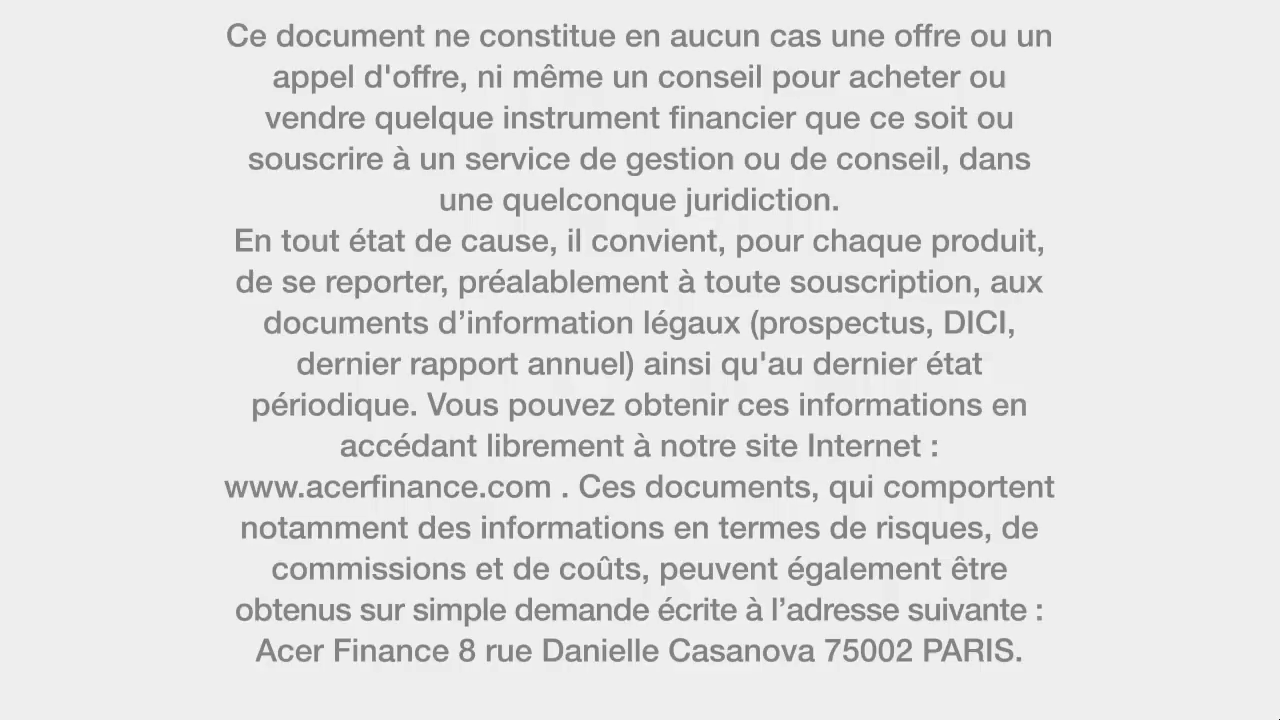 Ce document ne constitue en aucun cas une offre ou un
appel d'offre, ni même un conseil pour acheter ou
vendre quelque instrument financier que ce soit ou
souscrire à un service de gestion ou de conseil, dans
une quelconque juridiction.
En tout état de cause, il convient, pour chaque produit,
de se reporter, préalablement à toute souscription, aux
documents d’information légaux (prospectus, DICI,
dernier rapport annuel) ainsi qu'au dernier état
périodique. Vous pouvez obtenir ces informations en
accédant librement à notre site Internet :
www.acerfinance.com . Ces documents, qui comportent
notamment des informations en termes de risques, de
commissions et de coûts, peuvent également être
obtenus sur simple demande écrite à l’adresse suivante :
Acer Finance 8 rue Danielle Casanova 75002 PARIS.